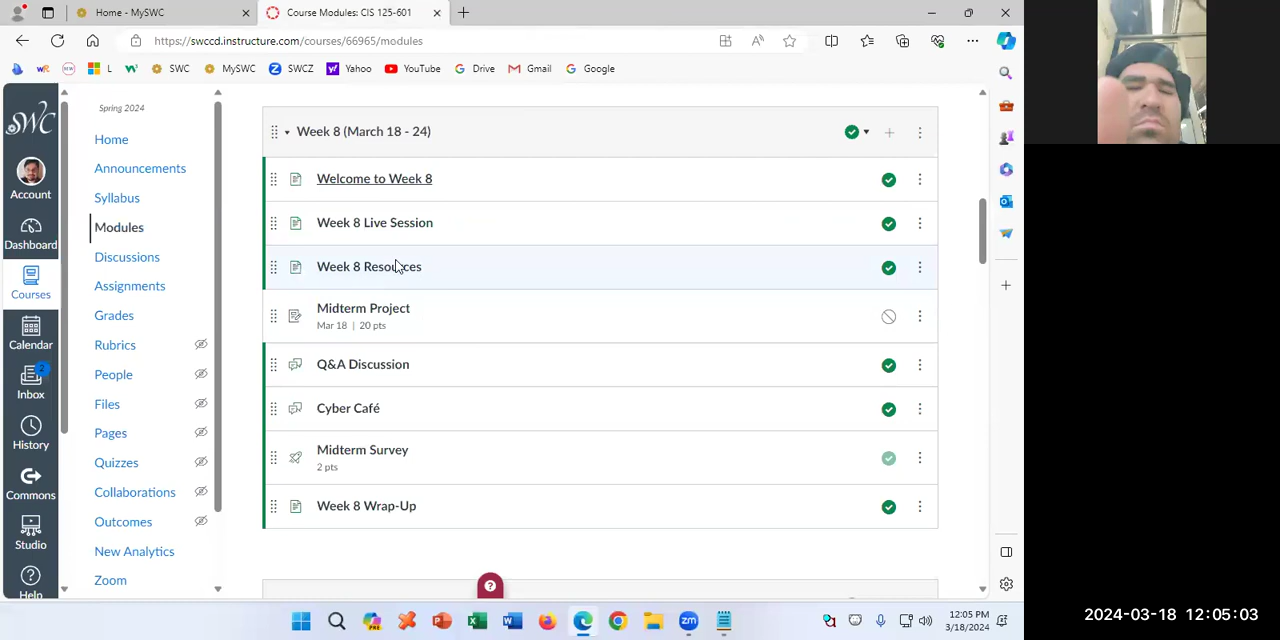 Home - MySWC
Course Modules: CIS 125-601
https://swccd.instructure.com/courses/66965/modules
L
SWC
MySWC
SWCZ
Yahoo
YouTube
Drive
Gmail
Google
SWC
Account
Dashboard
Courses
Calendar
2
Inbox
History
Commons
Studio
Help
Spring 2024
Home
Announcements
Syllabus
Modules
Discussions
Assignments
Grades
Rubrics
People
Files
Pages
Quizzes
Collaborations
Outcomes
New Analytics
Zoom
Week 8 (March 18 - 24)
Welcome to Week 8
Week 8 Live Session
Week 8 Resources
Midterm Project
Mar 18 | 20 pts
Q&A Discussion
Cyber Café
Midterm Survey
2 pts
Week 8 Wrap-Up
12:05 PM
3/18/2024
2024-03-18 12:05:03